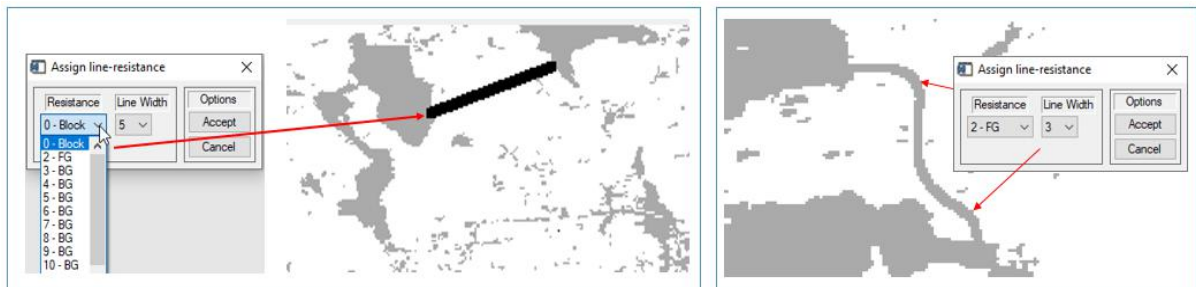 Assign line-resistance
Resistance Line Width Options
0 - Block 5 Accept
Cancel
0 - Block
2 - FG
3 - BG
4 - BG
5 - BG
6 - BG
7 - BG
8 - BG
9 - BG
10 - BG
Assign line-resistance
Resistance Line Width Options
2 - FG 3 Accept
Cancel